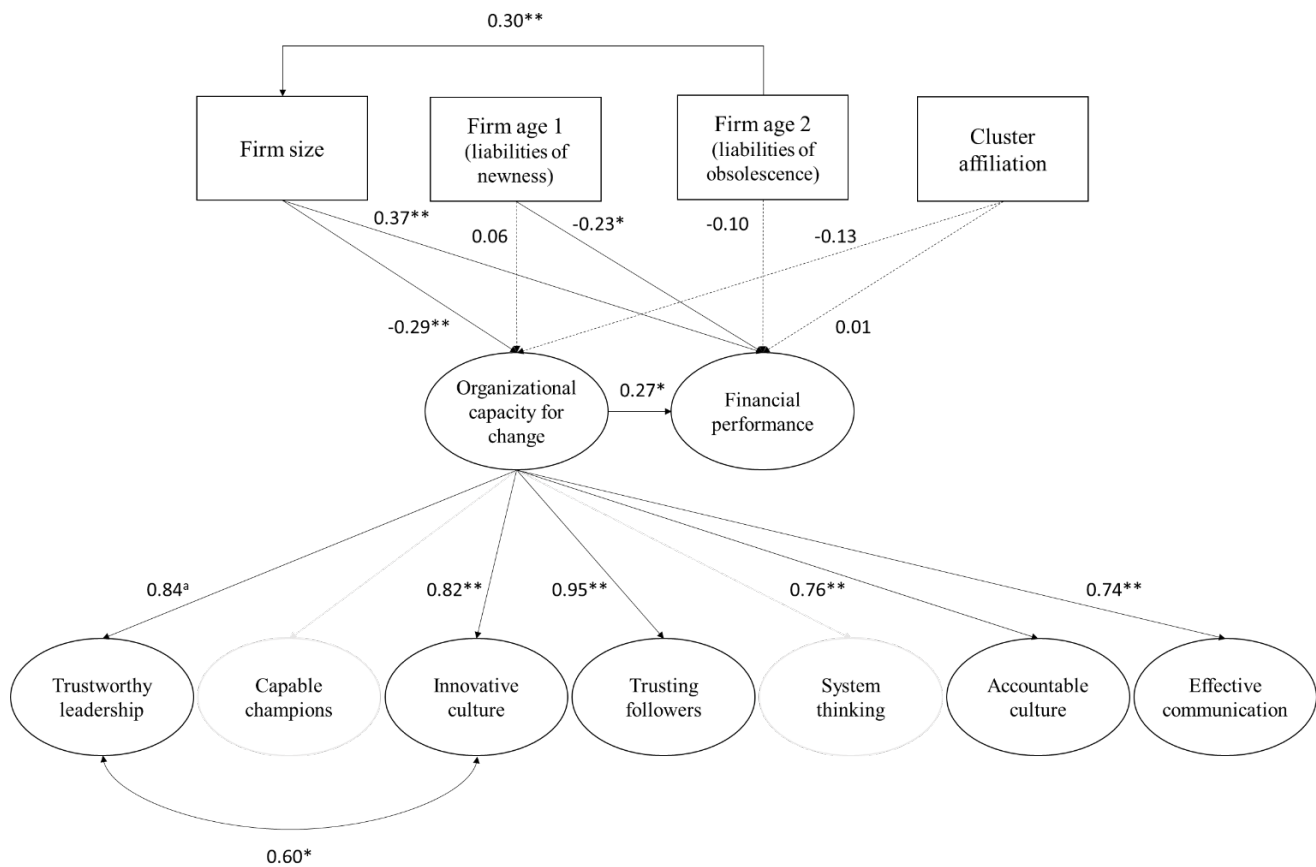 0.30**
Firm size
Firm age 1
(liabilities of
newness)
Firm age 2
(liabilities of
obsolescence)
Cluster
affiliation
0.37**
0.06
-0.23*
-0.10
-0.13
-0.29**
0.01
Organizational
capacity for
change
0.27*
Financial
performance
0.84ᵃ
0.82**
0.95**
0.76**
0.74**
Trustworthy
leadership
Capable
champions
Innovative
culture
Trusting
followers
System
thinking
Accountable
culture
Effective
communication
0.60*